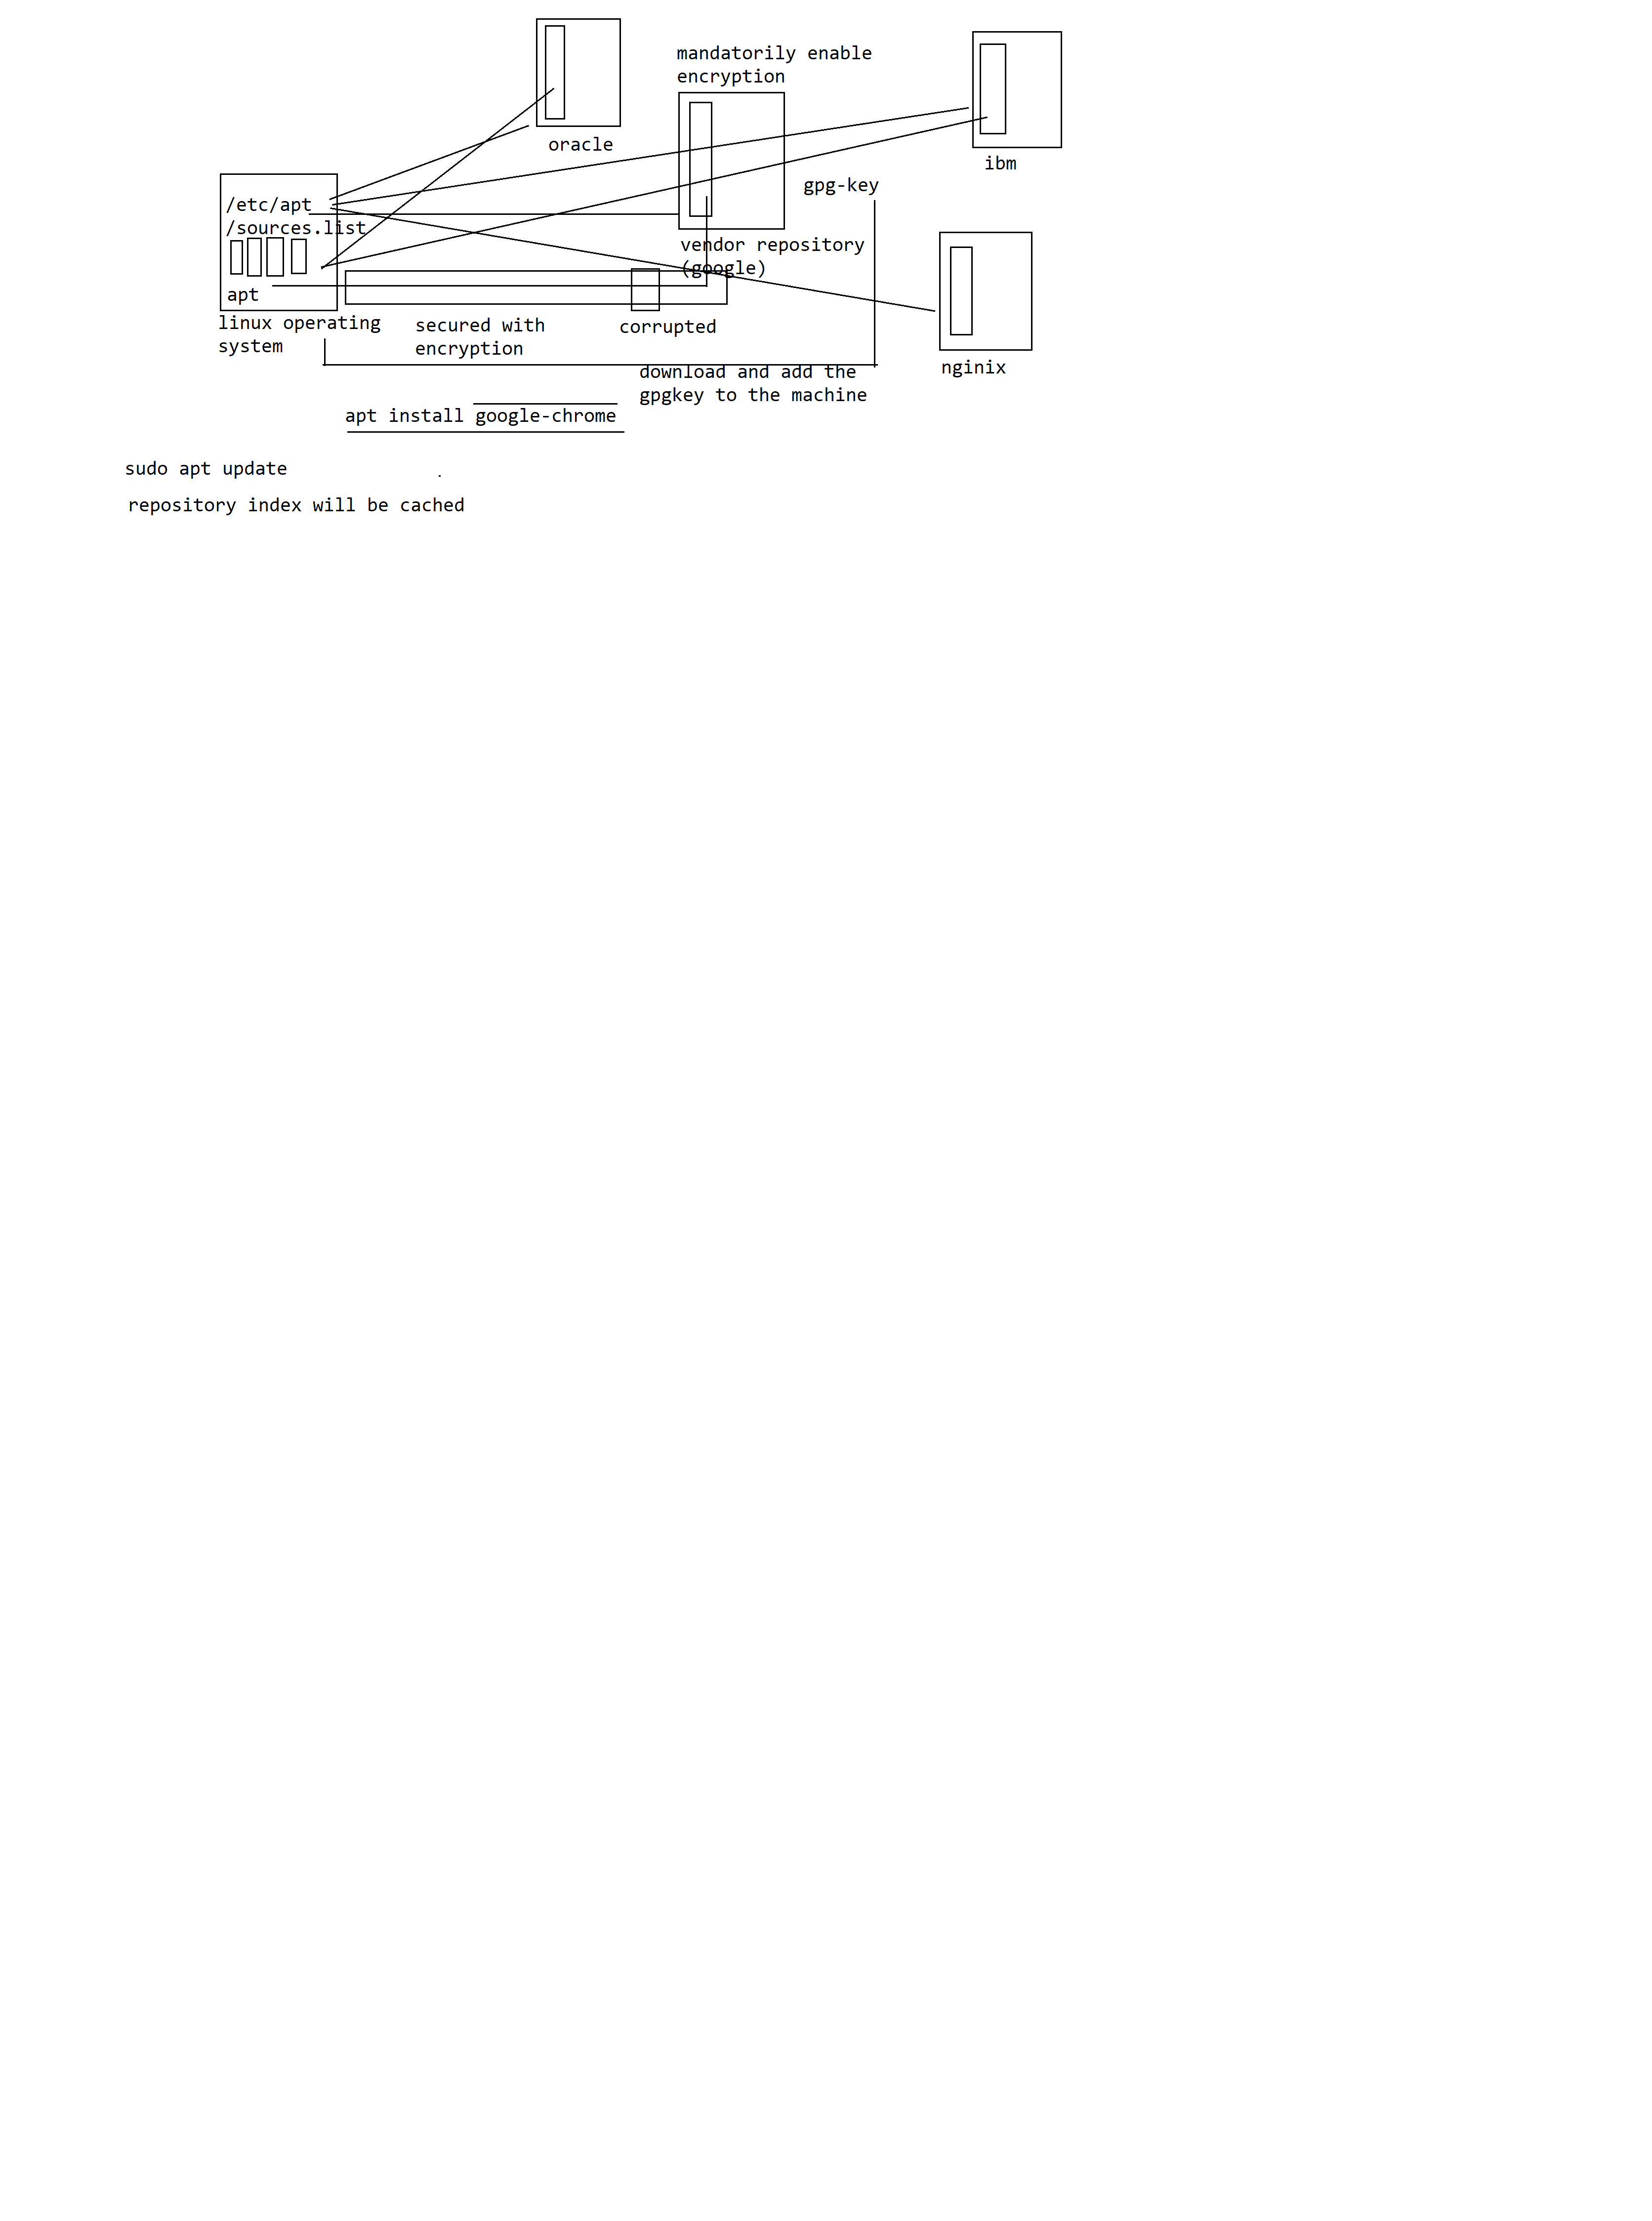 oracle
mandatorily enable
encryption
ibm
gpg-key
/etc/apt
/sources.list
apt
linux operating
system
vendor repository
(google)
secured with
encryption
corrupted
nginix
download and add the
gpgkey to the machine
apt install google-chrome
sudo apt update
repository index will be cached